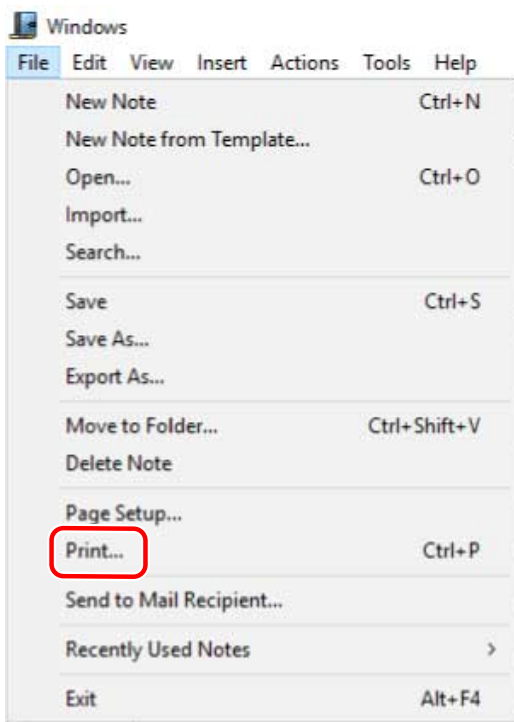 Windows
File Edit View Insert Actions Tools Help
New Note Ctrl+N
New Note from Template...
Open... Ctrl+O
Import...
Search...
Save Ctrl+S
Save As...
Export As...
Move to Folder... Ctrl+Shift+V
Delete Note
Page Setup...
Print... Ctrl+P
Send to Mail Recipient...
Recently Used Notes
Exit Alt+F4